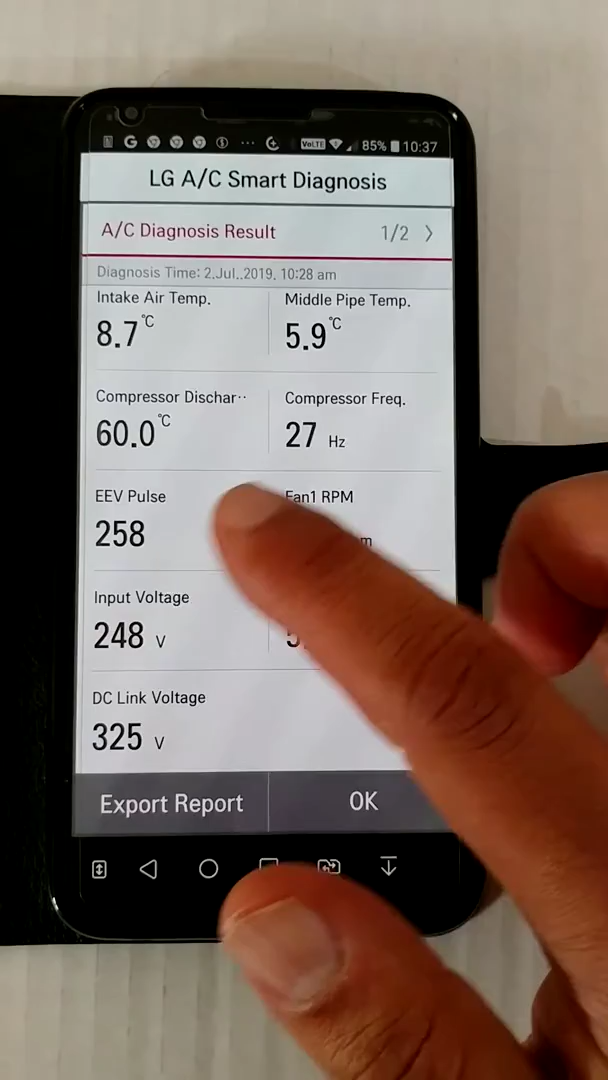 VoLTE 85% 10:37
LG A/C Smart Diagnosis
A/C Diagnosis Result 1/2 >
Diagnosis Time: 2.Jul..2019. 10:28 am
Intake Air Temp. Middle Pipe Temp.
8.7 °C 5.9 °C
Compressor Dischar·· Compressor Freq.
60.0 °C 27 Hz
EEV Pulse Fan1 RPM
258
Input Voltage
248 V
DC Link Voltage
325 V
Export Report OK